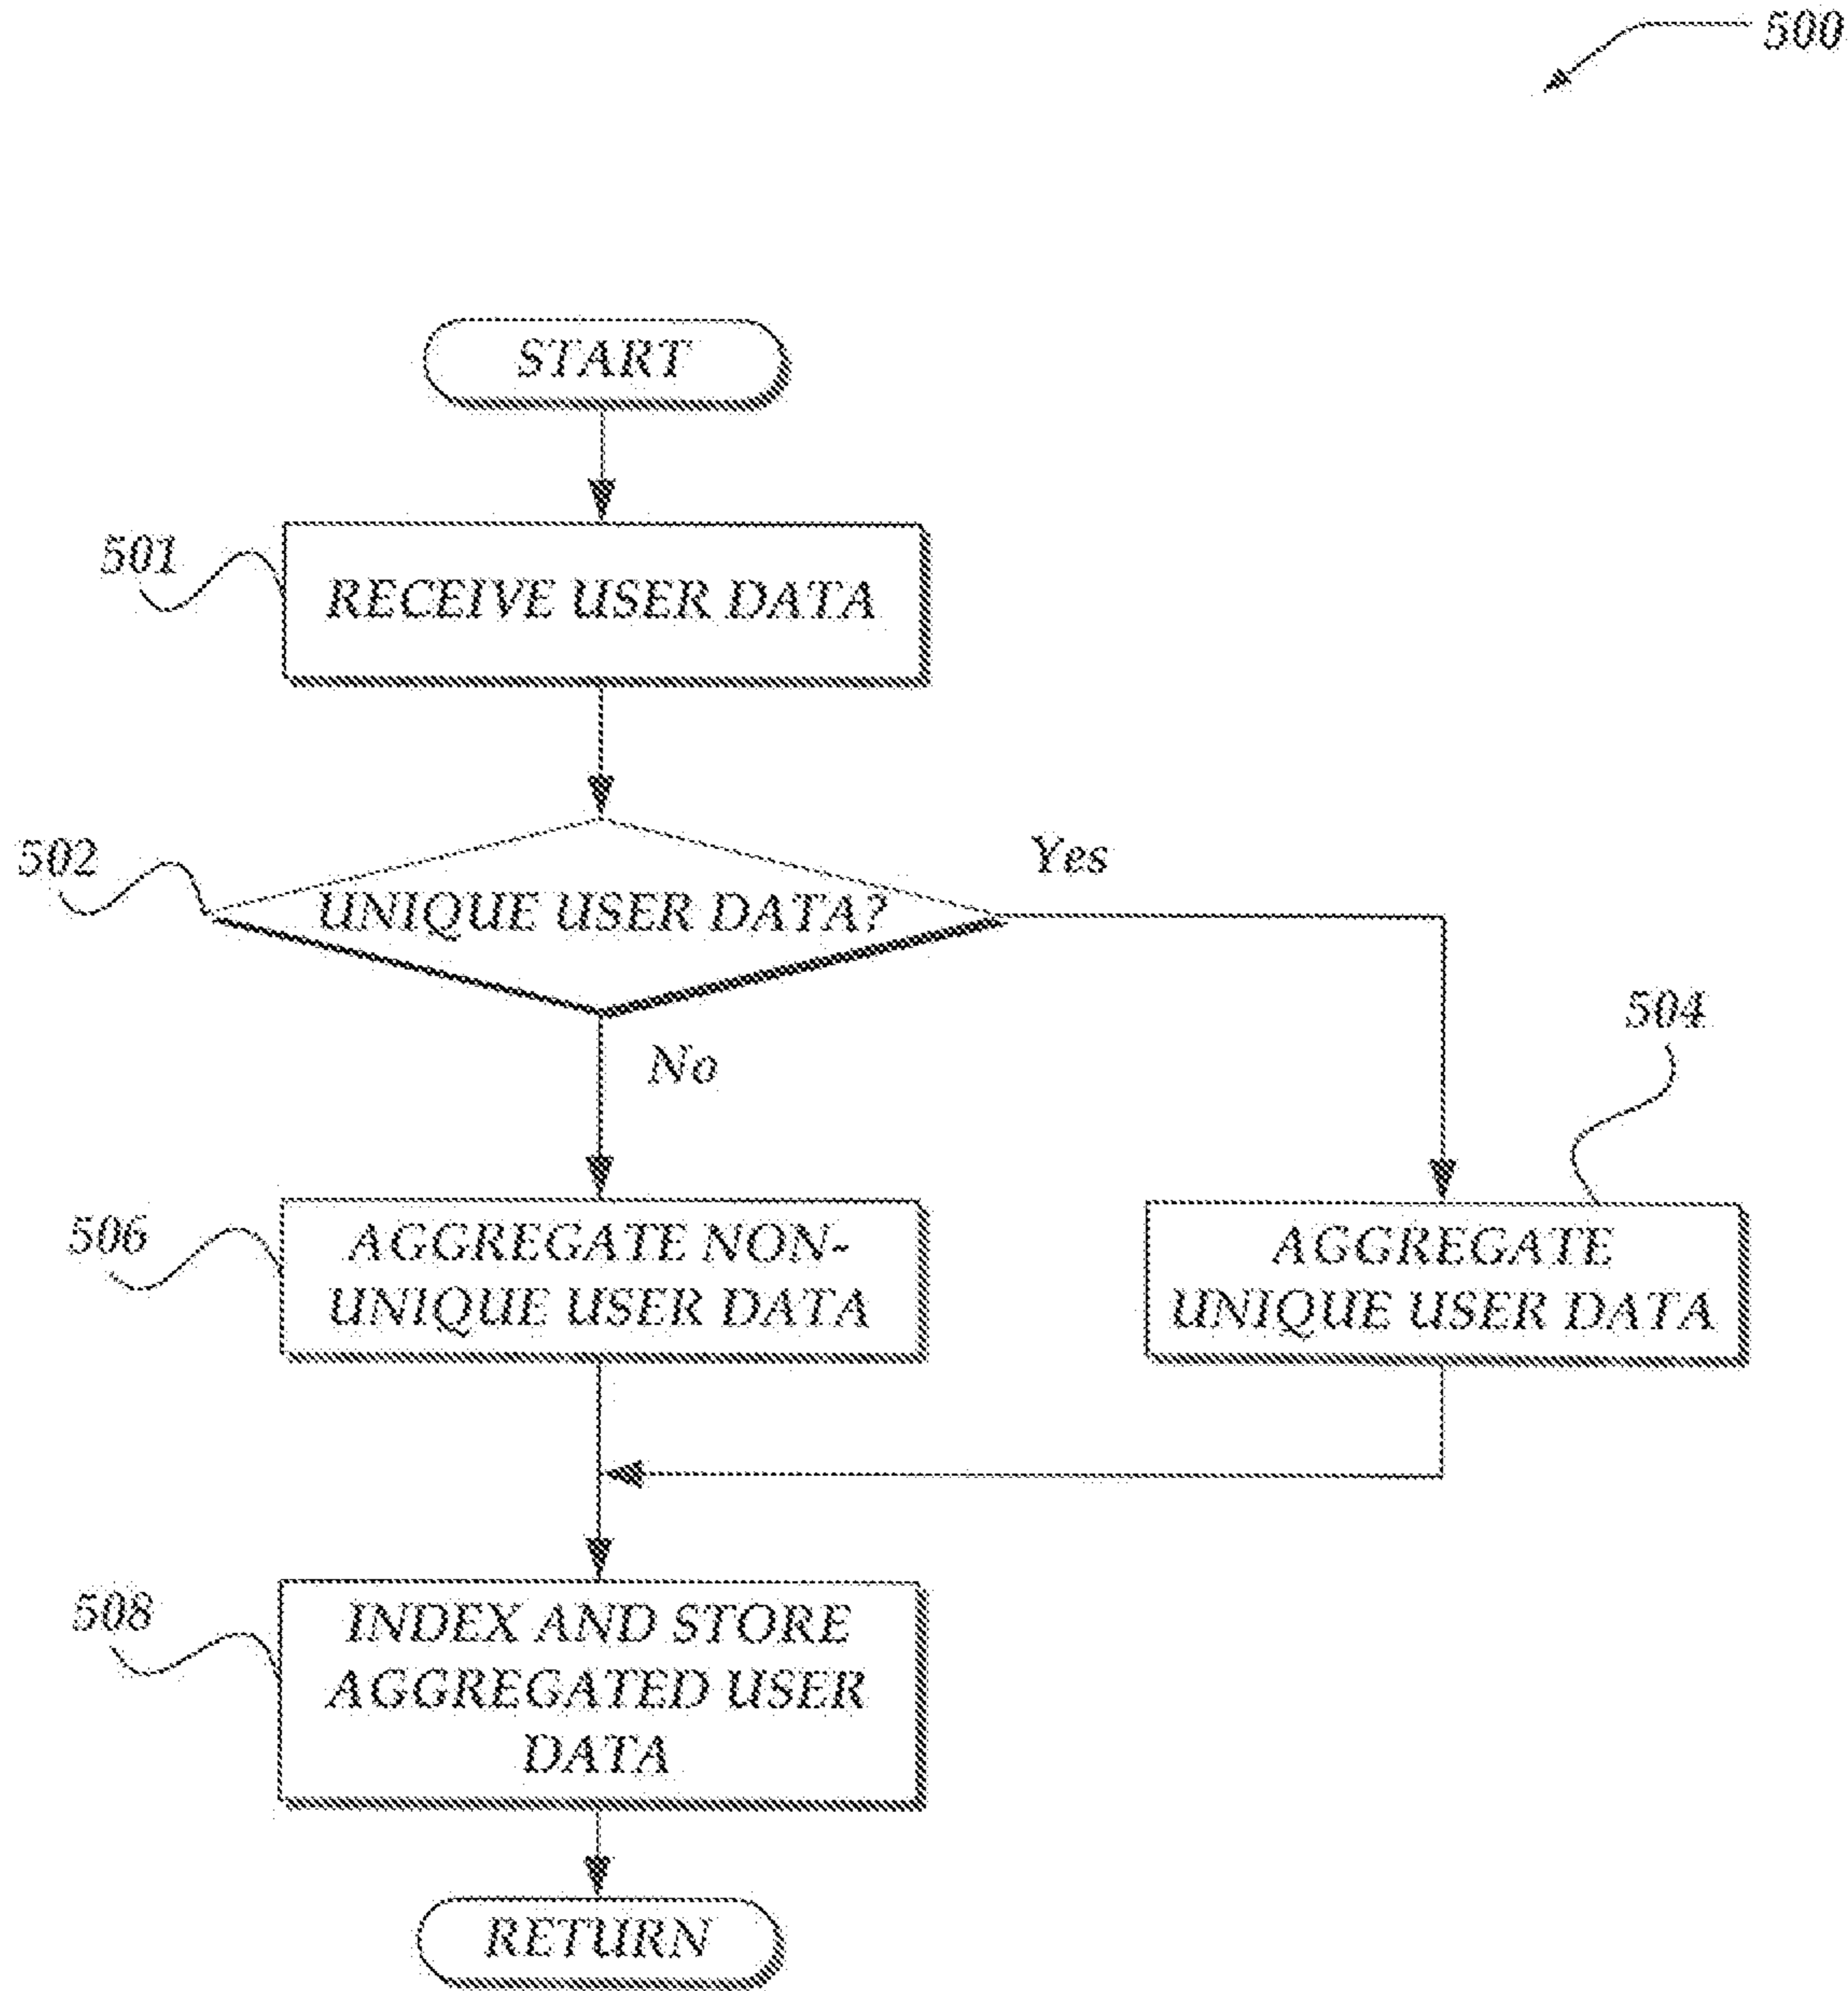 500
START
501
RECEIVE USER DATA
502
UNIQUE USER DATA?
Yes
No
504
506
AGGREGATE NON-
UNIQUE USER DATA
AGGREGATE
UNIQUE USER DATA
508
INDEX AND STORE
AGGREGATED USER
DATA
RETURN